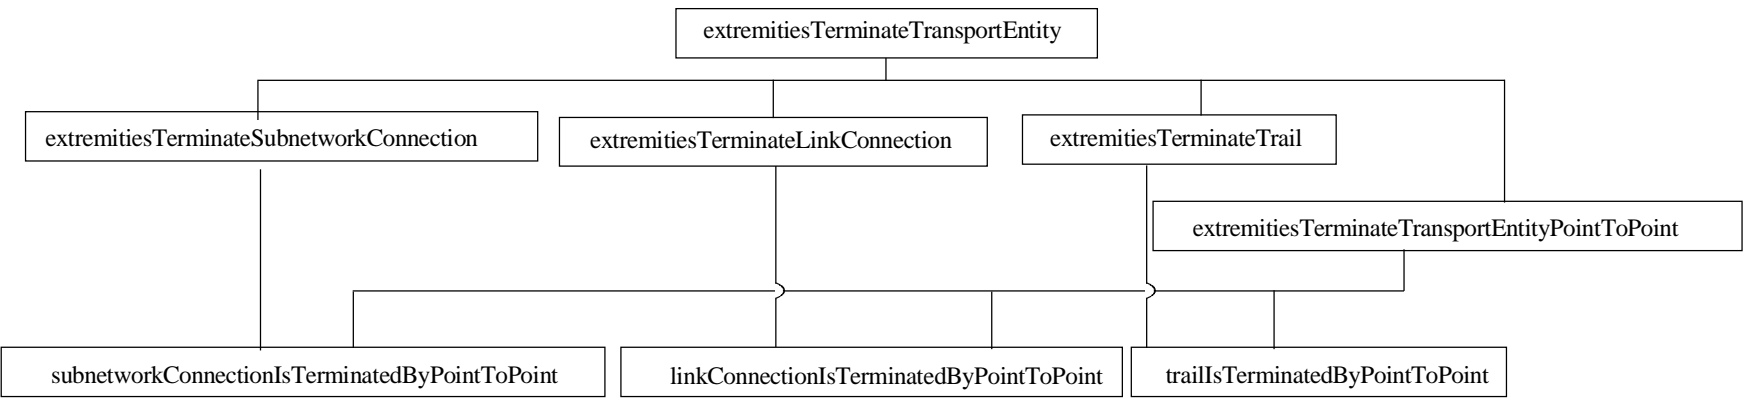 extremitiesTerminateTransportEntity
extremitiesTerminateSubnetworkConnection
extremitiesTerminateLinkConnection
extremitiesTerminateTrail
extremitiesTerminateTransportEntityPointToPoint
subnetworkConnectionIsTerminatedByPointToPoint
linkConnectionIsTerminatedByPointToPoint
trailIsTerminatedByPointToPoint